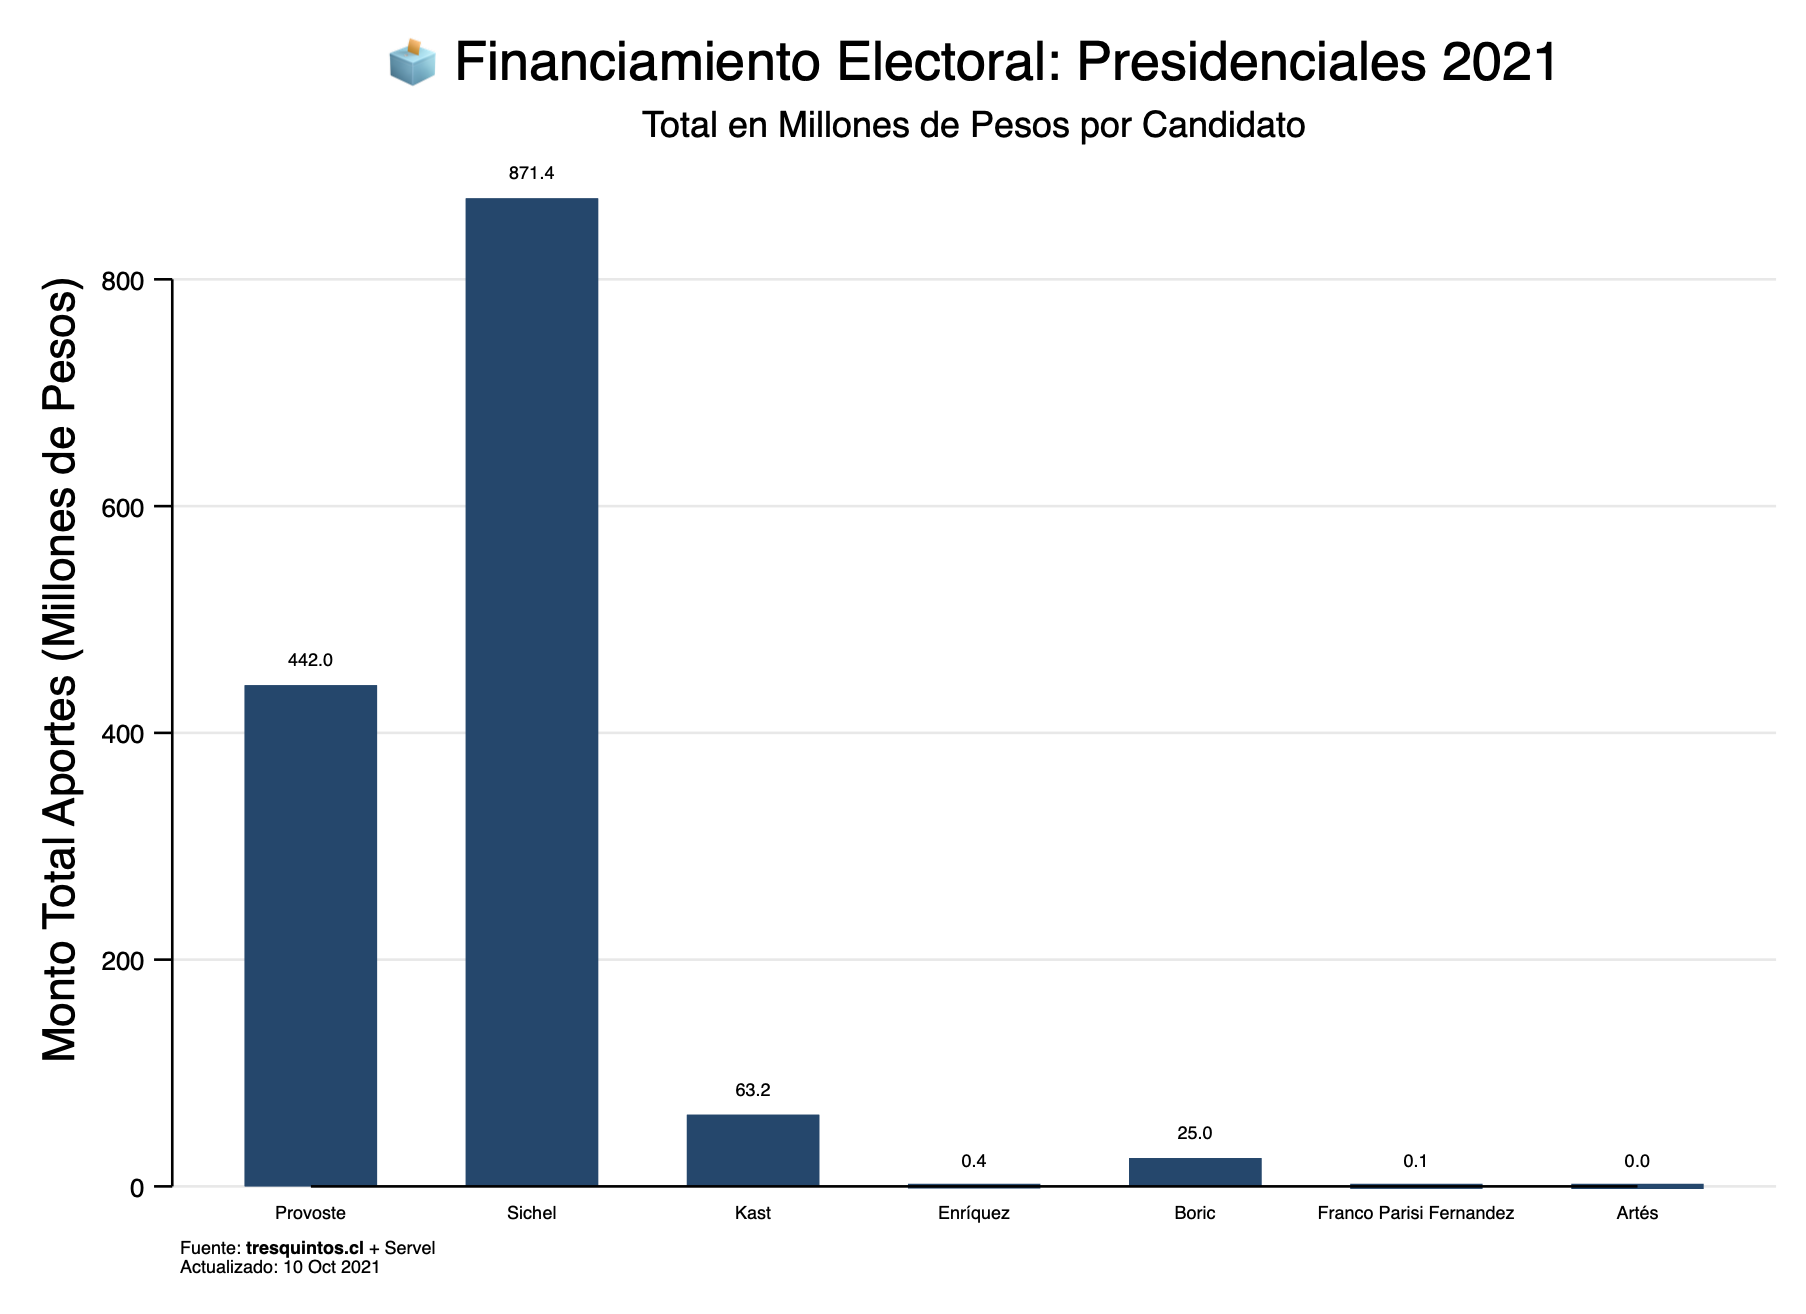 Financiamiento Electoral: Presidenciales 2021
Total en Millones de Pesos por Candidato
Monto Total Aportes (Millones de Pesos)
800
600
400
200
0
442.0
871.4
63.2
0.4
25.0
0.1
0.0
Provoste
Sichel
Kast
Enríquez
Boric
Franco Parisi Fernandez
Artés
Fuente: tresquintos.cl + Servel
Actualizado: 10 Oct 2021